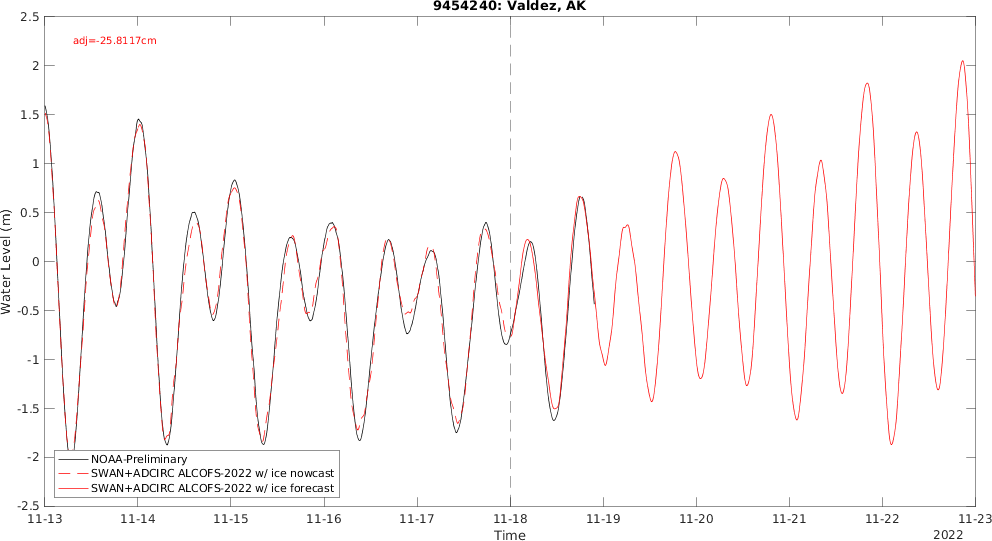 9454240: Valdez, AK
adj=-25.8117cm
2.5
2
1.5
1
0.5
0
-0.5
-1
-1.5
-2
-2.5
Water Level (m)
NOAA-Preliminary
SWAN+ADCIRC ALCOFS-2022 w/ ice nowcast
SWAN+ADCIRC ALCOFS-2022 w/ ice forecast
11-13 11-14 11-15 11-16 11-17 11-18 11-19 11-20 11-21 11-22 11-23
Time
2022